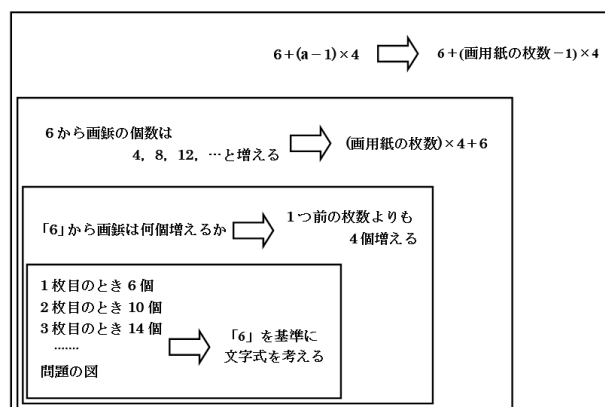 6+(a−1)×4
6+(画用紙の枚数−1)×4
6から画鋲の個数は
4，8，12，…と増える
(画用紙の枚数)×4+6
「6」から画鋲は何個増えるか
1つ前の枚数よりも
4個増える
1枚目のとき6個
2枚目のとき10個
3枚目のとき14個
……
問題の図
「6」を基準に
文字式を考える